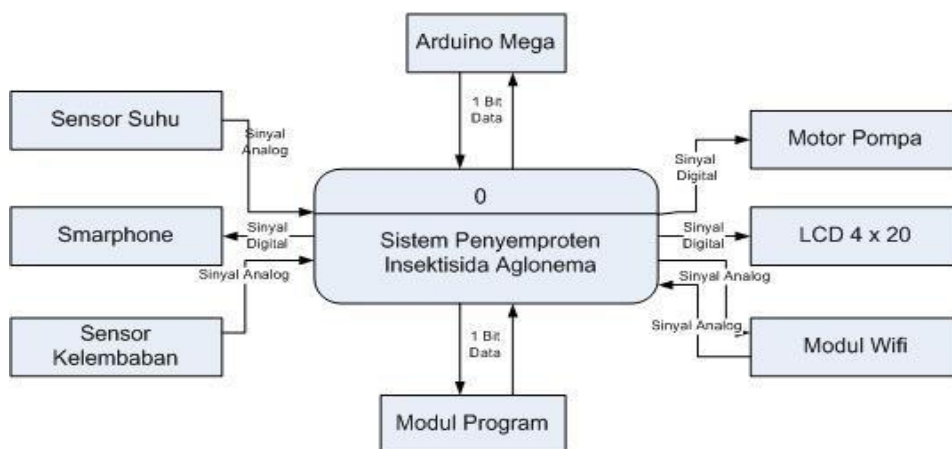 Arduino Mega
1 Bit
Data
Sensor Suhu
Sinyal
Analog
Motor Pompa
Sinyal
Digital
0
Smarphone
Sinyal
Digital
Sistem Penyemproten
Insektisida Aglonema
Sinyal
Digital
LCD 4 x 20
Sinyal Analog
Sinyal Analog
Sinyal Analog
Sensor
Kelembaban
1 Bit
Data
Modul Wifi
Modul Program